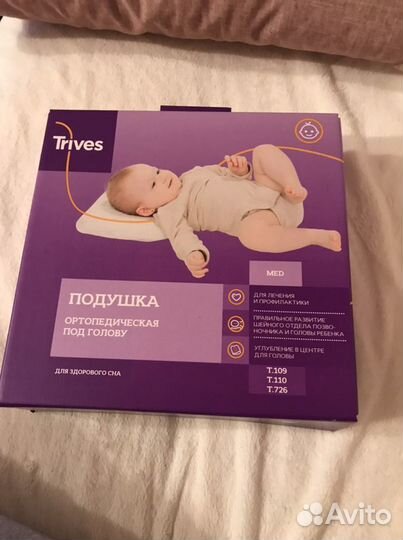 Trives
MED
ПОДУШКА
ОРТОПЕДИЧЕСКАЯ
ПОД ГОЛОВУ
ДЛЯ ЗДОРОВОГО СНА
ДЛЯ ЛЕЧЕНИЯ
И ПРОФИЛАКТИКИ
ПРАВИЛЬНОЕ РАЗВИТИЕ
ШЕЙНОГО ОТДЕЛА ПОЗВО-
НОЧНИКА И ГОЛОВЫ РЕБЕНКА
УГЛУБЛЕНИЕ В ЦЕНТРЕ
ДЛЯ ГОЛОВЫ
Т.109
Т.110
Т.726
Avito